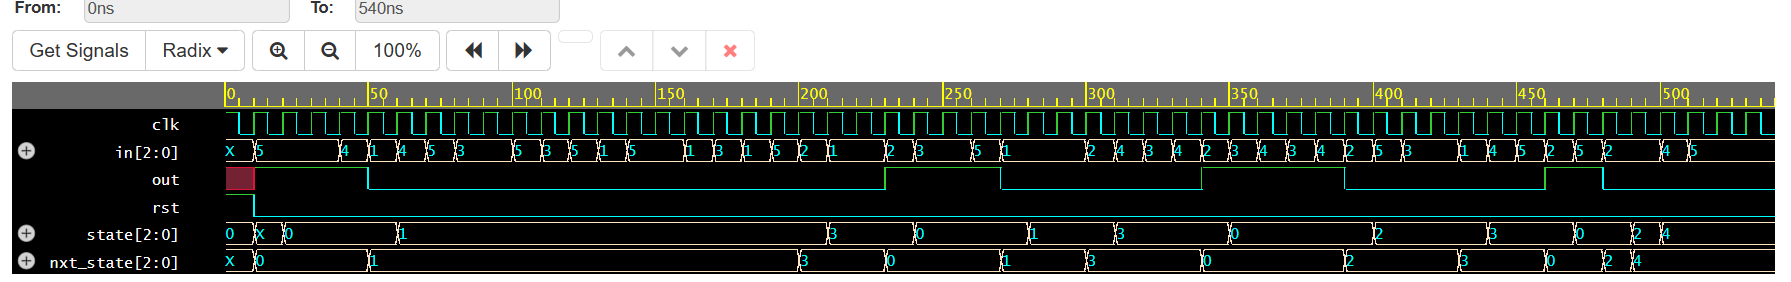 From: 0ns To: 540ns
Get Signals Radix 100%
0 50 100 150 200 250 300 350 400 450 500
clk
in[2:0] X 5 4 1 4 5 3 5 3 5 1 5 1 3 1 5 2 1 2 3 5 1 2 4 3 4 2 3 4 3 4 2 5 3 1 4 5 2 5 2 4 5
out
rst
state[2:0] 0 X 0 1 3 0 1 3 0 2 3 0 2 4
nxt_state[2:0] X 0 1 3 0 1 3 0 2 3 0 2 4